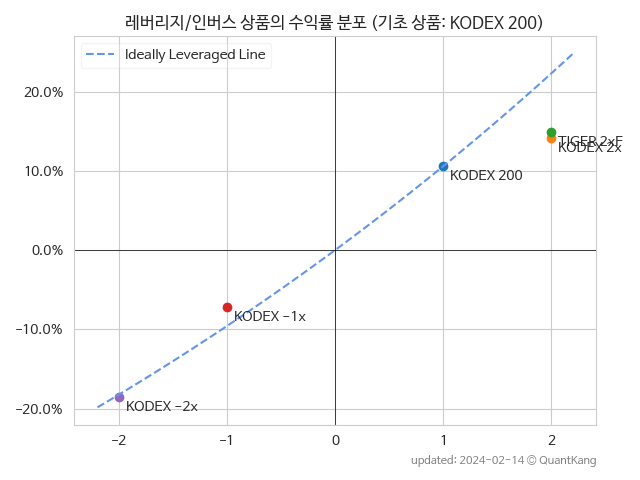 레버리지/인버스 상품의 수익률 분포 (기초 상품: KODEX 200)
Ideally Leveraged Line
20.0%
10.0%
0.0%
−10.0%
−20.0%
TIGER 2xF
KODEX 2x
KODEX 200
KODEX −1x
KODEX −2x
−2
−1
0
1
2
updated: 2024-02-14 © QuantKang